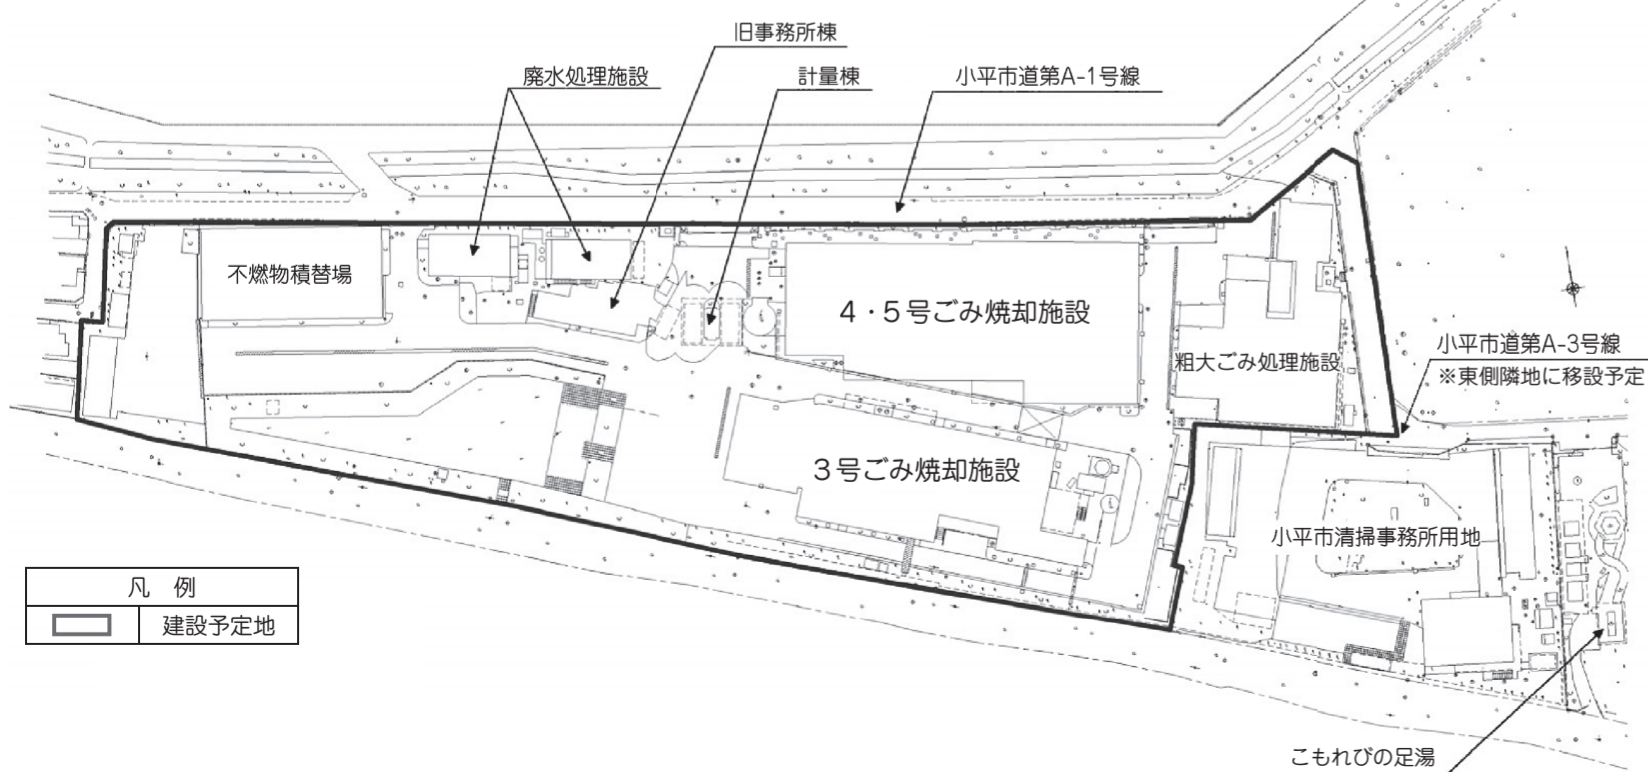 旧事務所棟
廃水処理施設
計量棟
小平市道第A-1号線
不燃物積替場
4・5号ごみ焼却施設
粗大ごみ処理施設
小平市道第A-3号線
※東側隣地に移設予定
3号ごみ焼却施設
小平市清掃事務所用地
凡 例
建設予定地
こもれびの足湯